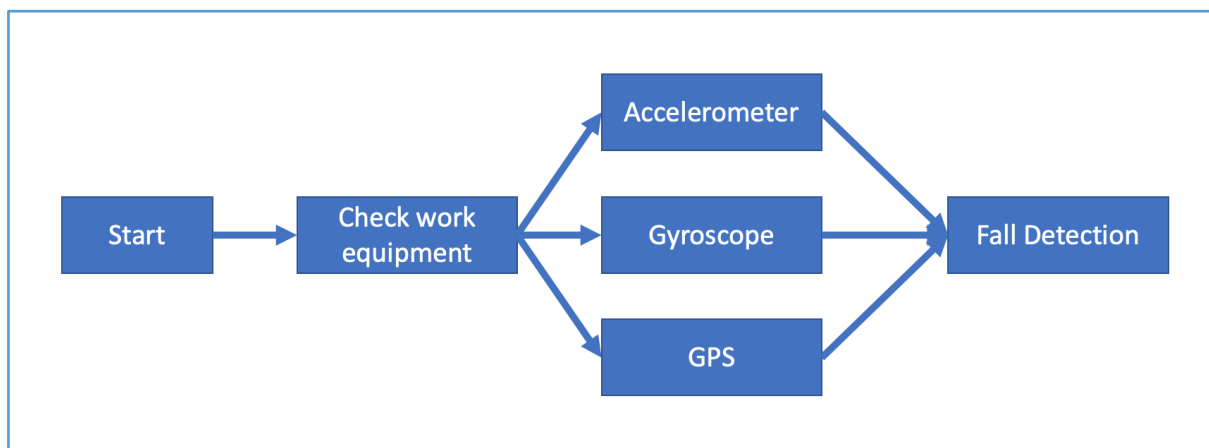 Start
Check work
equipment
Accelerometer
Gyroscope
GPS
Fall Detection